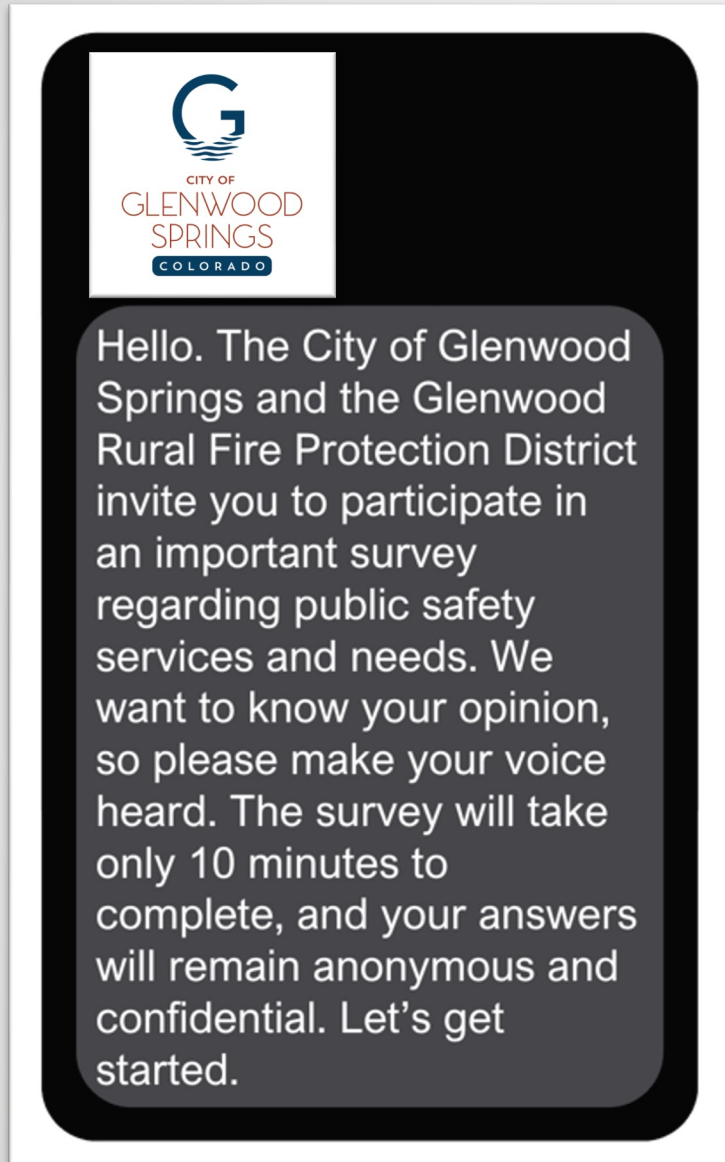 CITY OF
GLENWOOD
SPRINGS
COLORADO
Hello. The City of Glenwood
Springs and the Glenwood
Rural Fire Protection District
invite you to participate in
an important survey
regarding public safety
services and needs. We
want to know your opinion,
so please make your voice
heard. The survey will take
only 10 minutes to
complete, and your answers
will remain anonymous and
confidential. Let’s get
started.